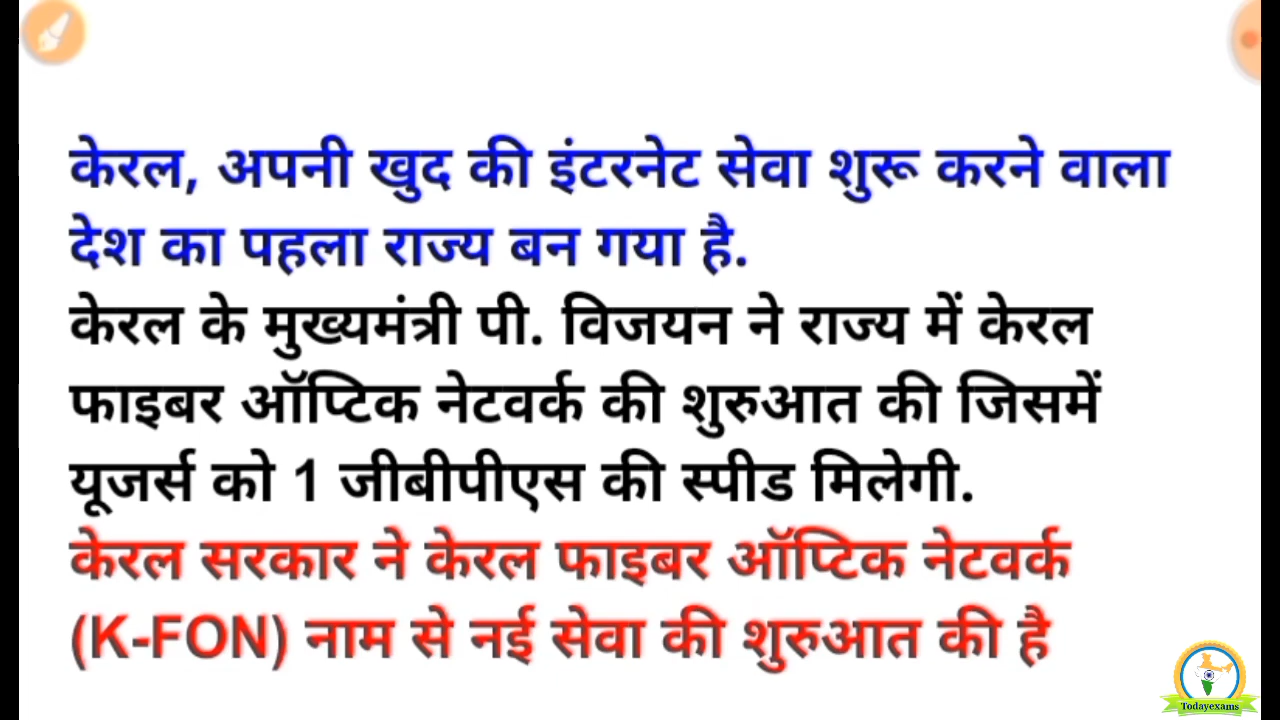 केरल, अपनी खुद की इंटरनेट सेवा शुरू करने वाला
देश का पहला राज्य बन गया है.
केरल के मुख्यमंत्री पी. विजयन ने राज्य में केरल
फाइबर ऑप्टिक नेटवर्क की शुरुआत की जिसमें
यूजर्स को 1 जीबीपीएस की स्पीड मिलेगी.
केरल सरकार ने केरल फाइबर ऑप्टिक नेटवर्क
(K-FON) नाम से नई सेवा की शुरुआत की है
Todayexams